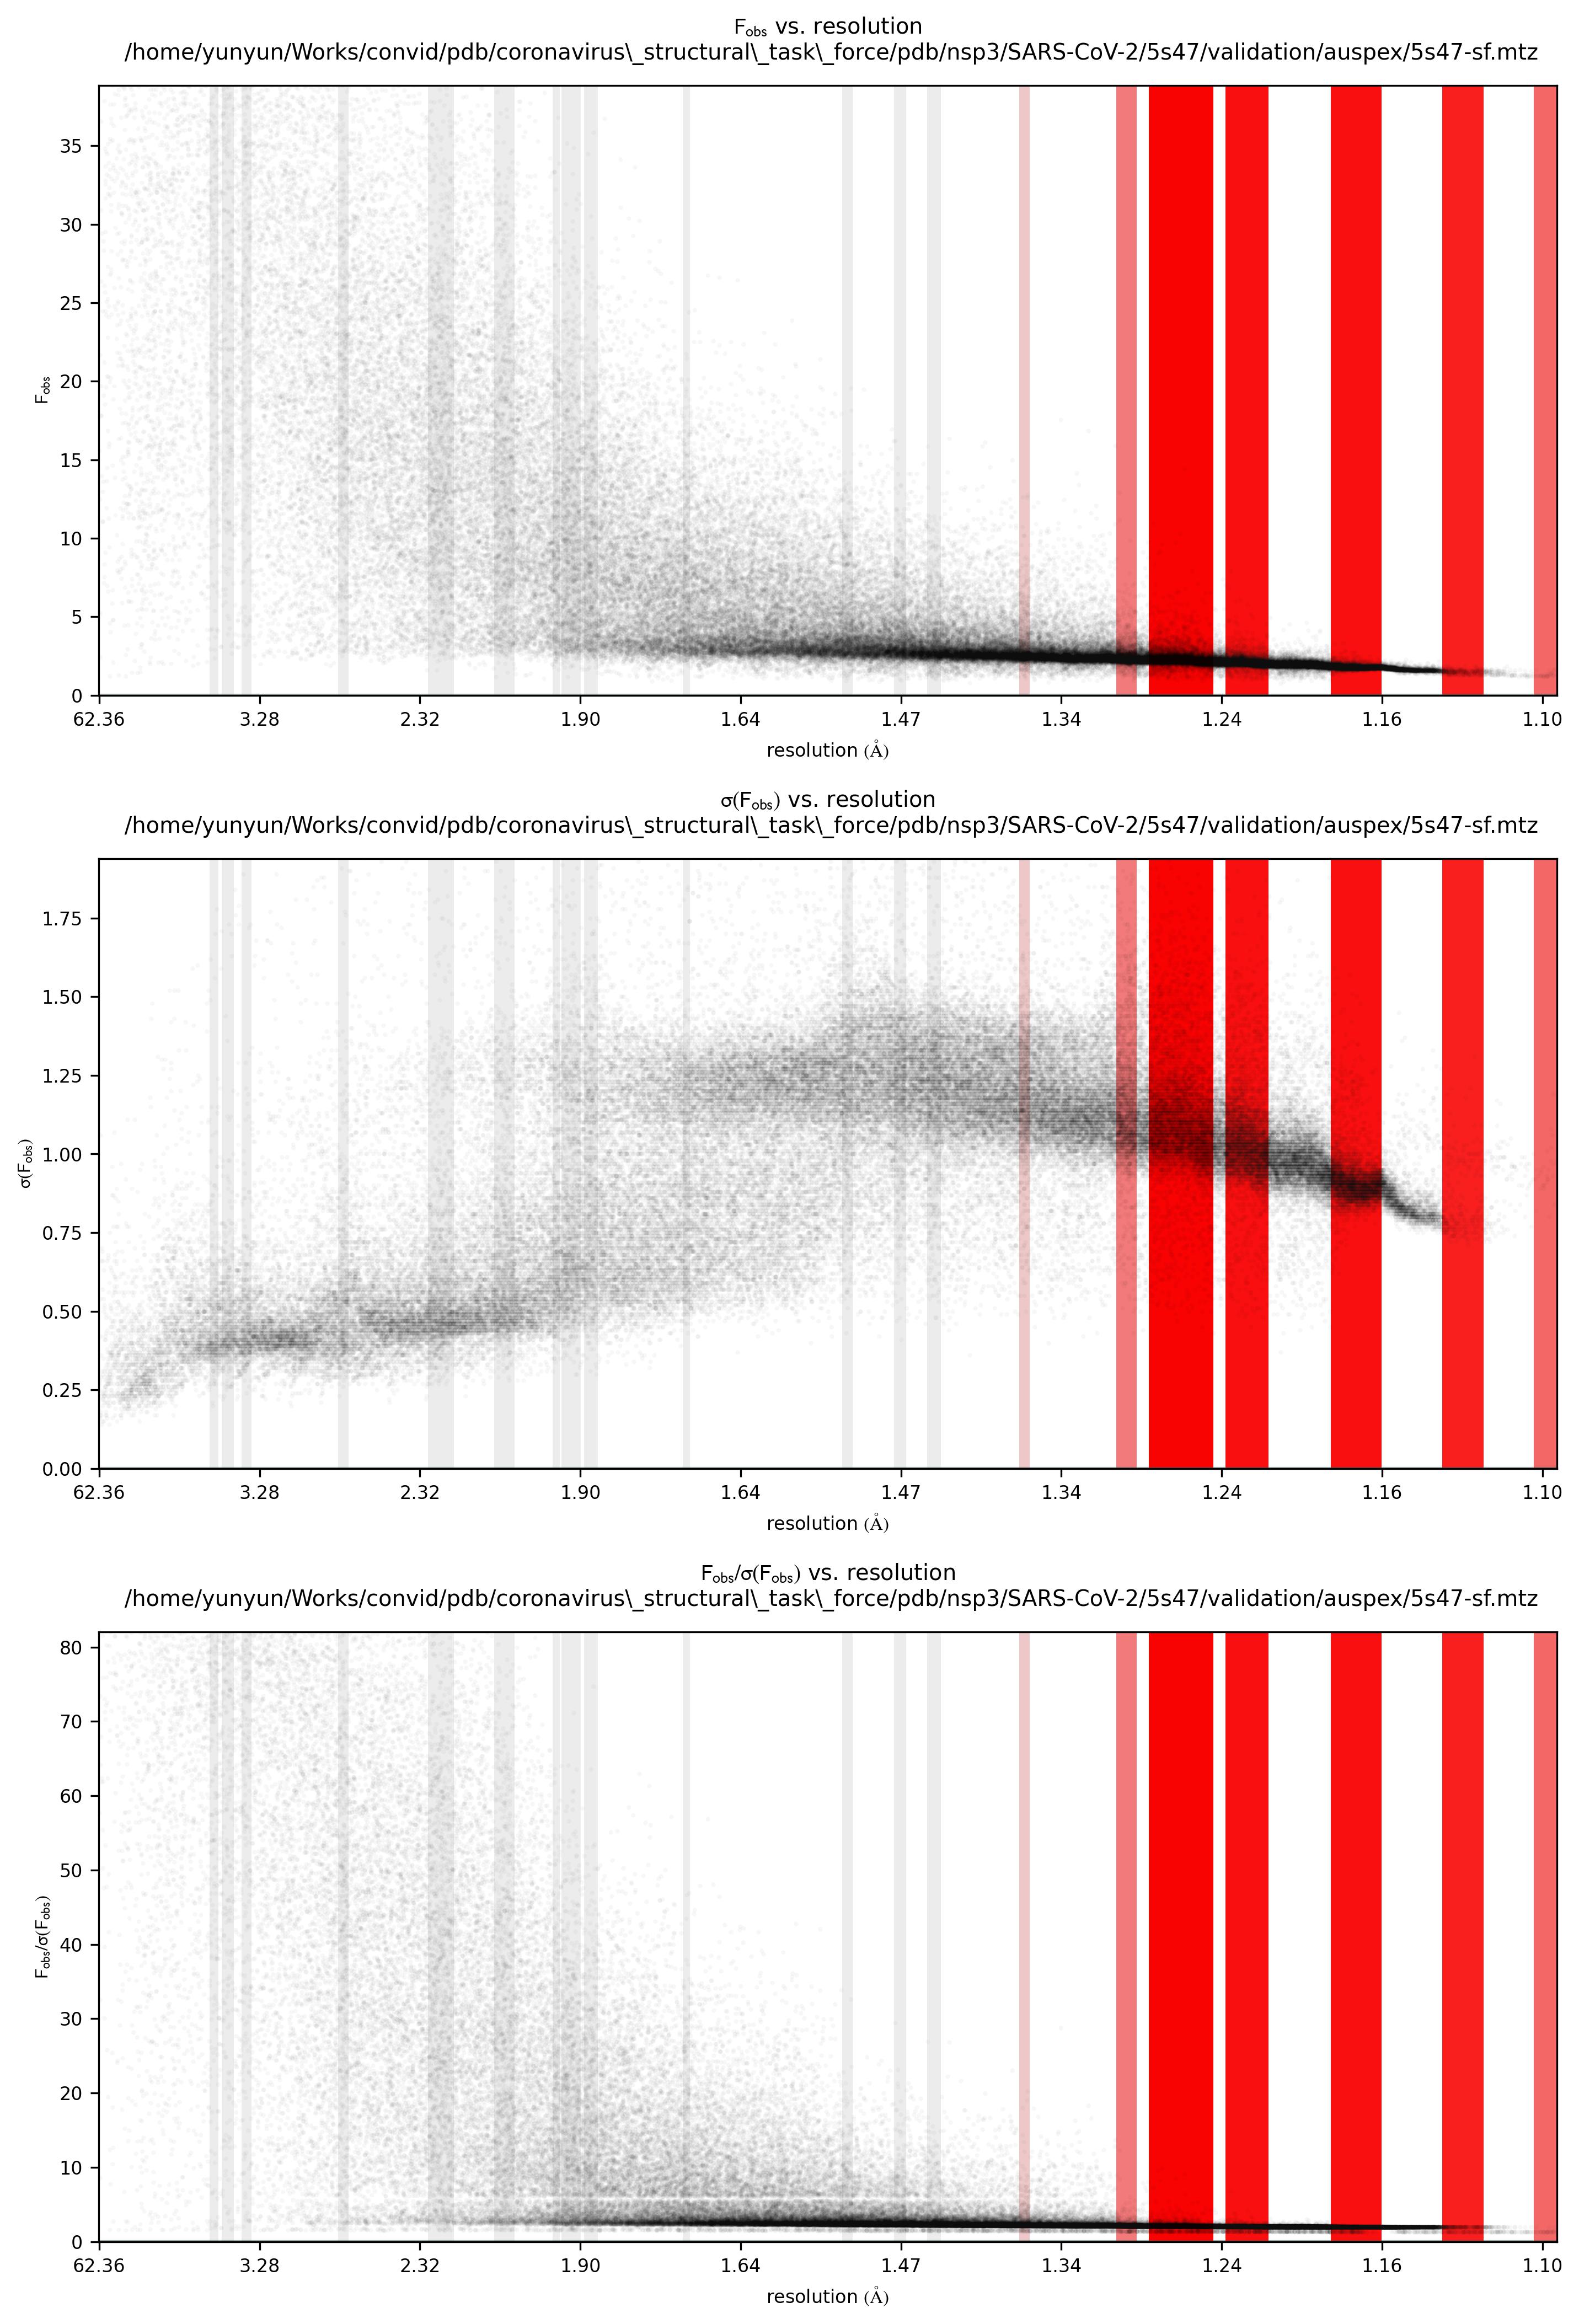 Fobs vs. resolution
/home/yunyun/Works/convid/pdb/coronavirus\_structural\_task\_force/pdb/nsp3/SARS-CoV-2/5s47/validation/auspex/5s47-sf.mtz
35
30
25
20
15
10
5
0
Fobs
62.36 3.28 2.32 1.90 1.64 1.47 1.34 1.24 1.16 1.10
resolution (Å)
σ(Fobs) vs. resolution
/home/yunyun/Works/convid/pdb/coronavirus\_structural\_task\_force/pdb/nsp3/SARS-CoV-2/5s47/validation/auspex/5s47-sf.mtz
1.75
1.50
1.25
1.00
0.75
0.50
0.25
0.00
σ(Fobs)
62.36 3.28 2.32 1.90 1.64 1.47 1.34 1.24 1.16 1.10
resolution (Å)
Fobs/σ(Fobs) vs. resolution
/home/yunyun/Works/convid/pdb/coronavirus\_structural\_task\_force/pdb/nsp3/SARS-CoV-2/5s47/validation/auspex/5s47-sf.mtz
80
70
60
50
40
30
20
10
0
Fobs/σ(Fobs)
62.36 3.28 2.32 1.90 1.64 1.47 1.34 1.24 1.16 1.10
resolution (Å)